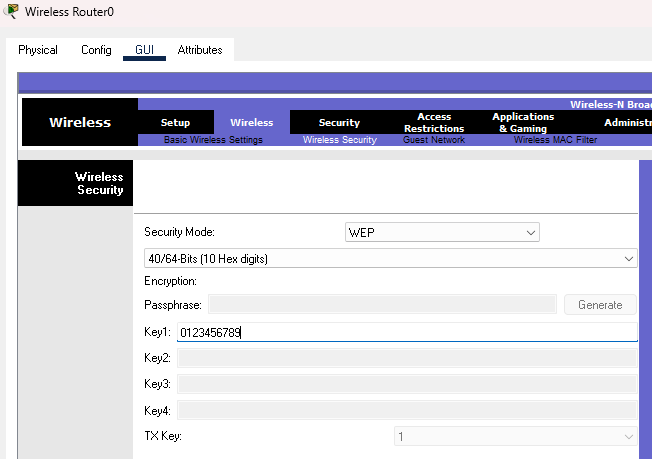 Wireless Router0
Physical Config GUI Attributes
Wireless-N Broa
Wireless Setup Wireless Security Access Restrictions Applications & Gaming Administr
Basic Wireless Settings Wireless Security Guest Network Wireless MAC Filter
Wireless Security
Security Mode: WEP
40/64-Bits (10 Hex digits)
Encryption:
Passphrase: Generate
Key1: 0123456789
Key2:
Key3:
Key4:
TX Key: 1